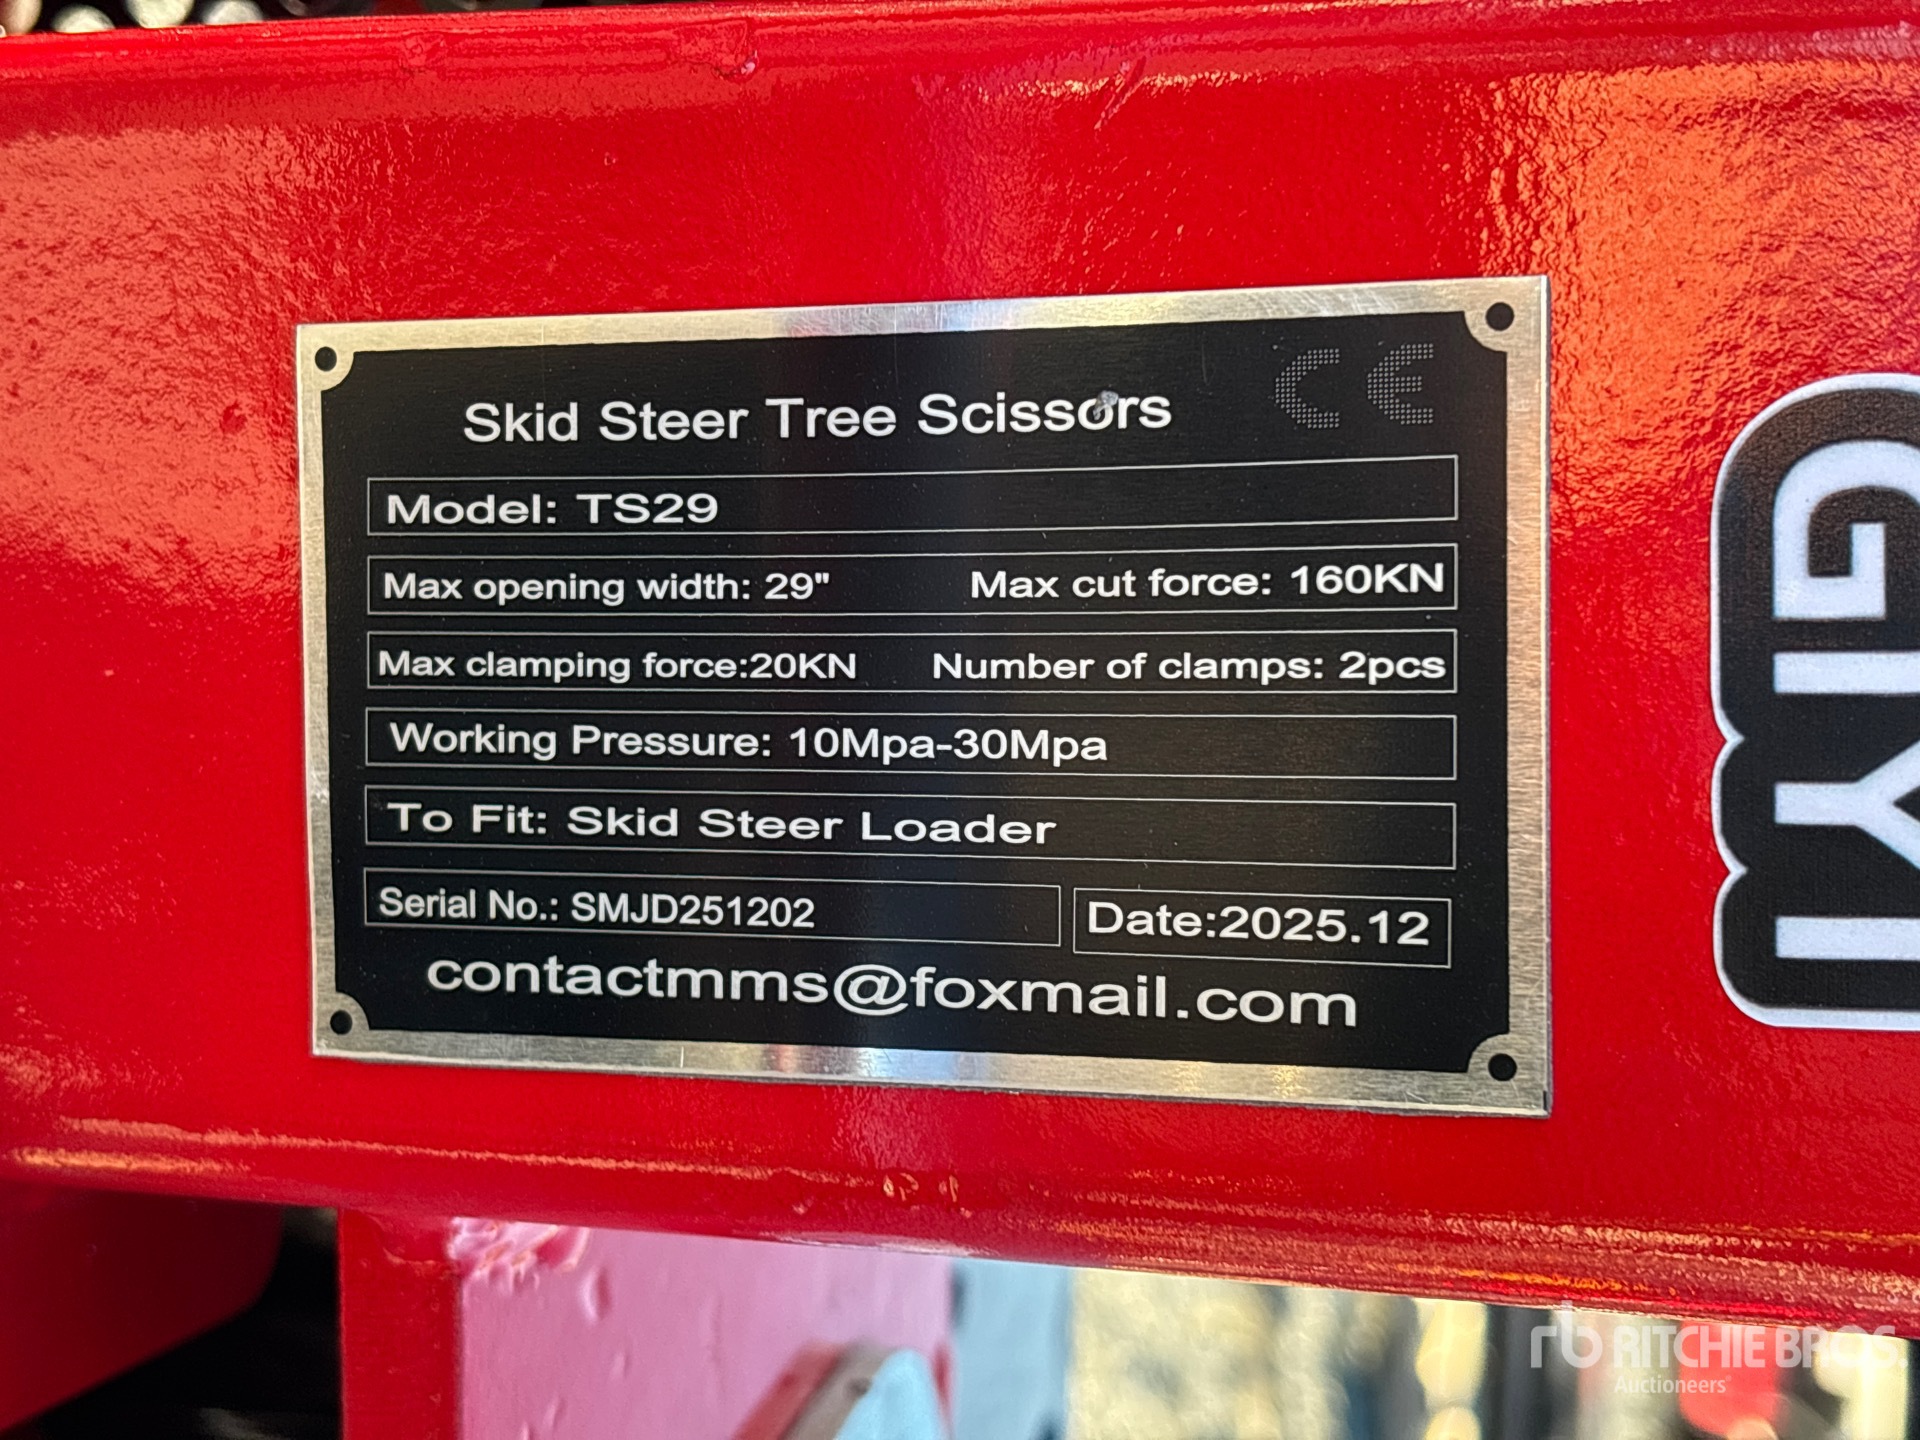 CE
Skid Steer Tree Scissors
Model: TS29
Max opening width: 29" Max cut force: 160KN
Max clamping force:20KN Number of clamps: 2pcs
Working Pressure: 10Mpa-30Mpa
To Fit: Skid Steer Loader
Serial No.: SMJD251202 Date:2025.12
contactmms@foxmail.com
GIYI
rb RITCHIE BROS.
Auctioneers